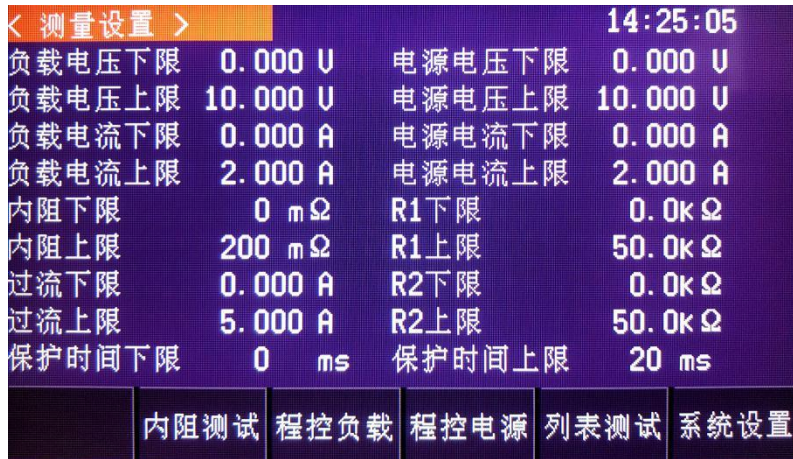 < 测量设置 > 14:25:05
负载电压下限 0.000 V 电源电压下限 0.000 V
负载电压上限 10.000 V 电源电压上限 10.000 V
负载电流下限 0.000 A 电源电流下限 0.000 A
负载电流上限 2.000 A 电源电流上限 2.000 A
内阻下限 0 mΩ R1下限 0.0KΩ
内阻上限 200 mΩ R1上限 50.0KΩ
过流下限 0.000 A R2下限 0.0KΩ
过流上限 5.000 A R2上限 50.0KΩ
保护时间下限 0 ms 保护时间上限 20 ms
内阻测试 程控负载 程控电源 列表测试 系统设置